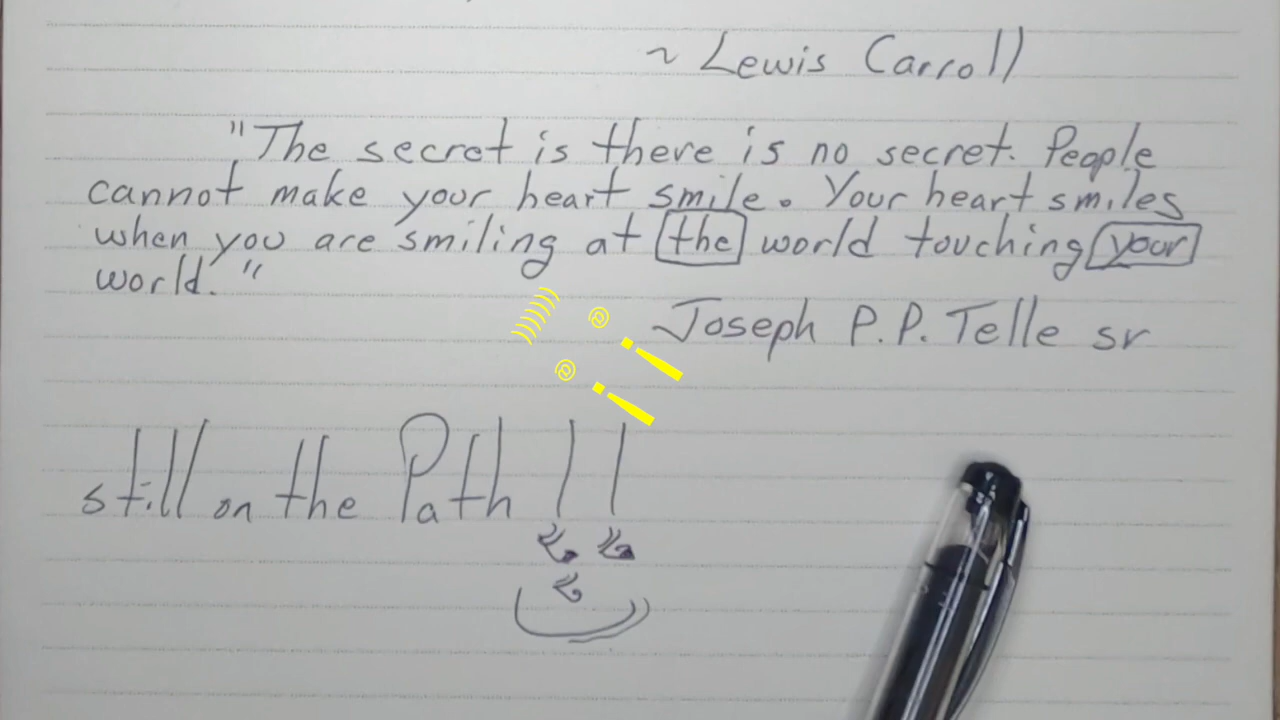 ~ Lewis Carroll
"The secret is there is no secret. People
cannot make your heart smile. Your heart smiles
when you are smiling at the world touching your
world."
Joseph P.P. Telle sr
))))))) @ @ ! !
still on the Path !!